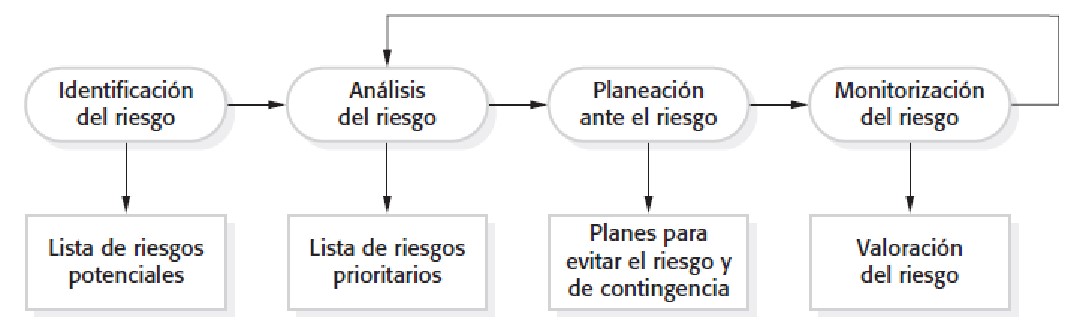 Identificación
del riesgo
Análisis
del riesgo
Planeación
ante el riesgo
Monitorización
del riesgo
Lista de riesgos
potenciales
Lista de riesgos
prioritarios
Planes para
evitar el riesgo y
de contingencia
Valoración
del riesgo